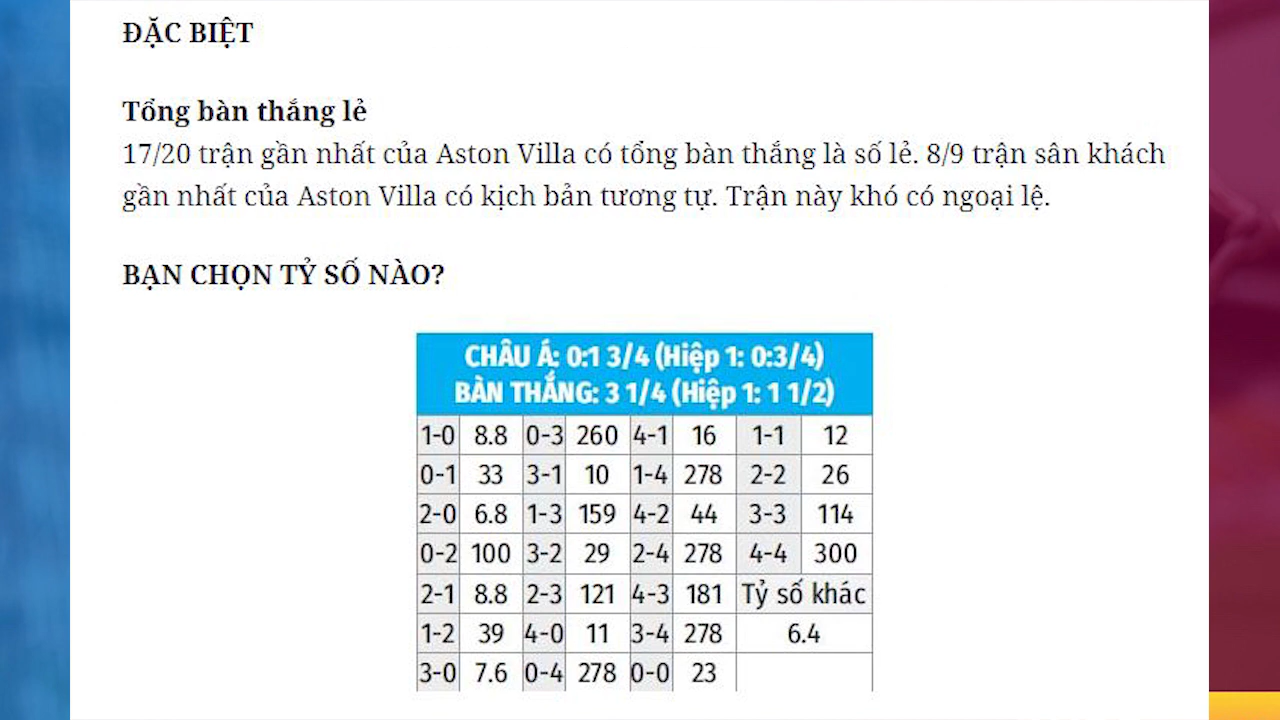 ĐẶC BIỆT
Tổng bàn thắng lẻ
17/20 trận gần nhất của Aston Villa có tổng bàn thắng là số lẻ. 8/9 trận sân khách
gần nhất của Aston Villa có kịch bản tương tự. Trận này khó có ngoại lệ.
BẠN CHỌN TỶ SỐ NÀO?
CHÂU Á: 0:1 3/4 (Hiệp 1: 0:3/4)
BÀN THẮNG: 3 1/4 (Hiệp 1: 1 1/2)
1-0 8.8 0-3 260 4-1 16 1-1 12
0-1 33 3-1 10 1-4 278 2-2 26
2-0 6.8 1-3 159 4-2 44 3-3 114
0-2 100 3-2 29 2-4 278 4-4 300
2-1 8.8 2-3 121 4-3 181 Tỷ số khác
1-2 39 4-0 11 3-4 278 6.4
3-0 7.6 0-4 278 0-0 23